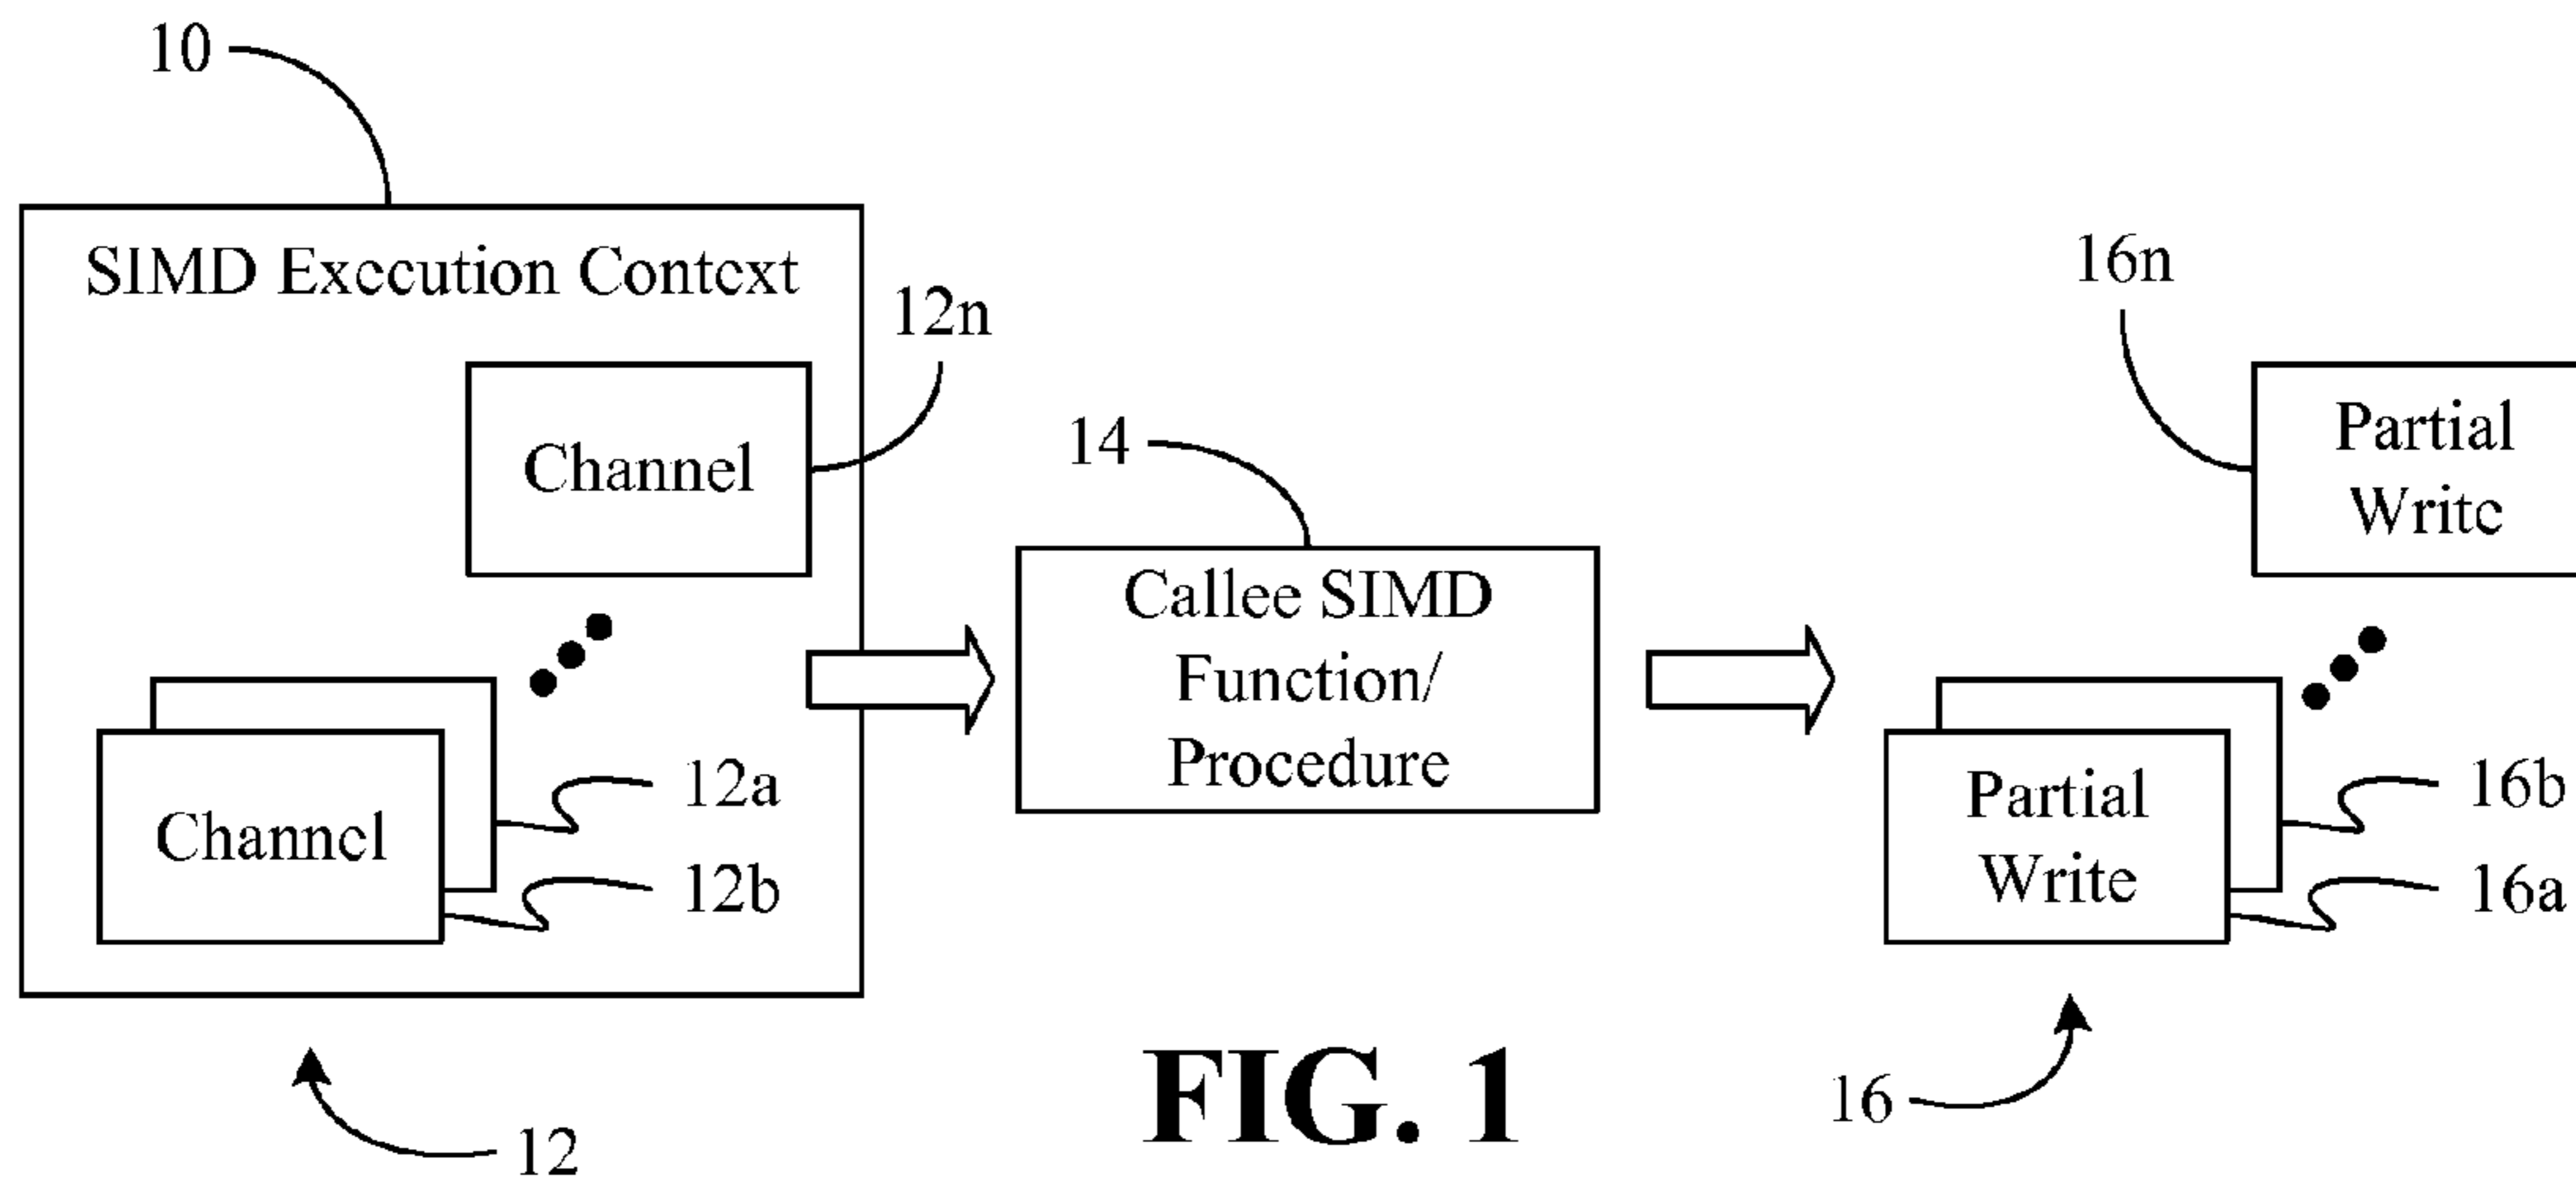 10
SIMD Execution Context
12n
16n
Channel
Partial
Write
14
Callee SIMD
Function/
Procedure
12a
Channel
12b
Partial
Write
16b
16a
FIG. 1
16
12